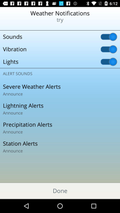 6:12
Weather Notifications
try
Sounds
Vibration
Lights
ALERT SOUNDS
Severe Weather Alerts
Announce
Lightning Alerts
Announce
Precipitation Alerts
Announce
Station Alerts
Announce
Done